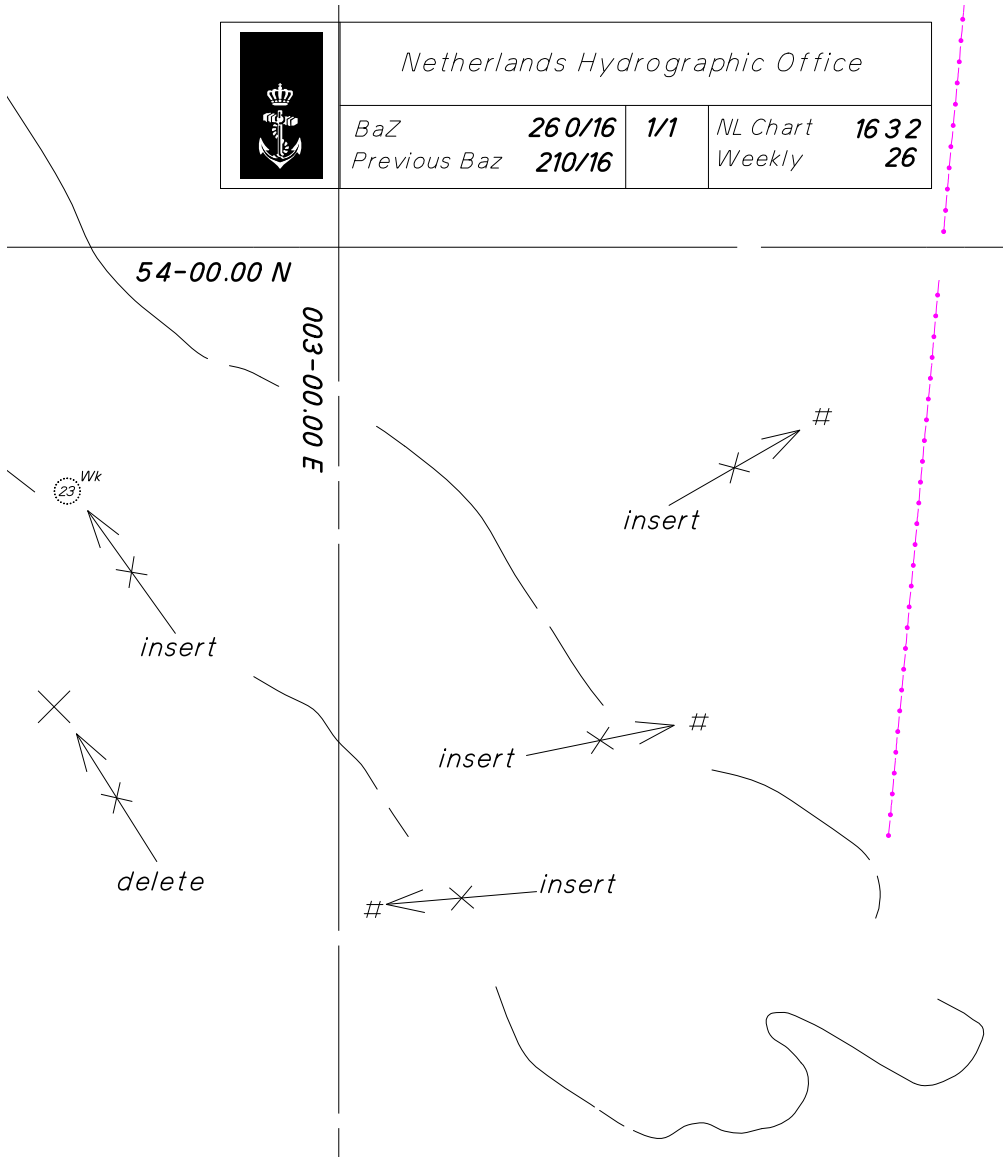 Netherlands Hydrographic Office
BaZ 260/16 1/1 NL Chart 1632
Previous Baz 210/16 Weekly 26
54-00.00 N
003-00.00 E
#
insert
Wk
23
insert
#
insert
delete
insert
#